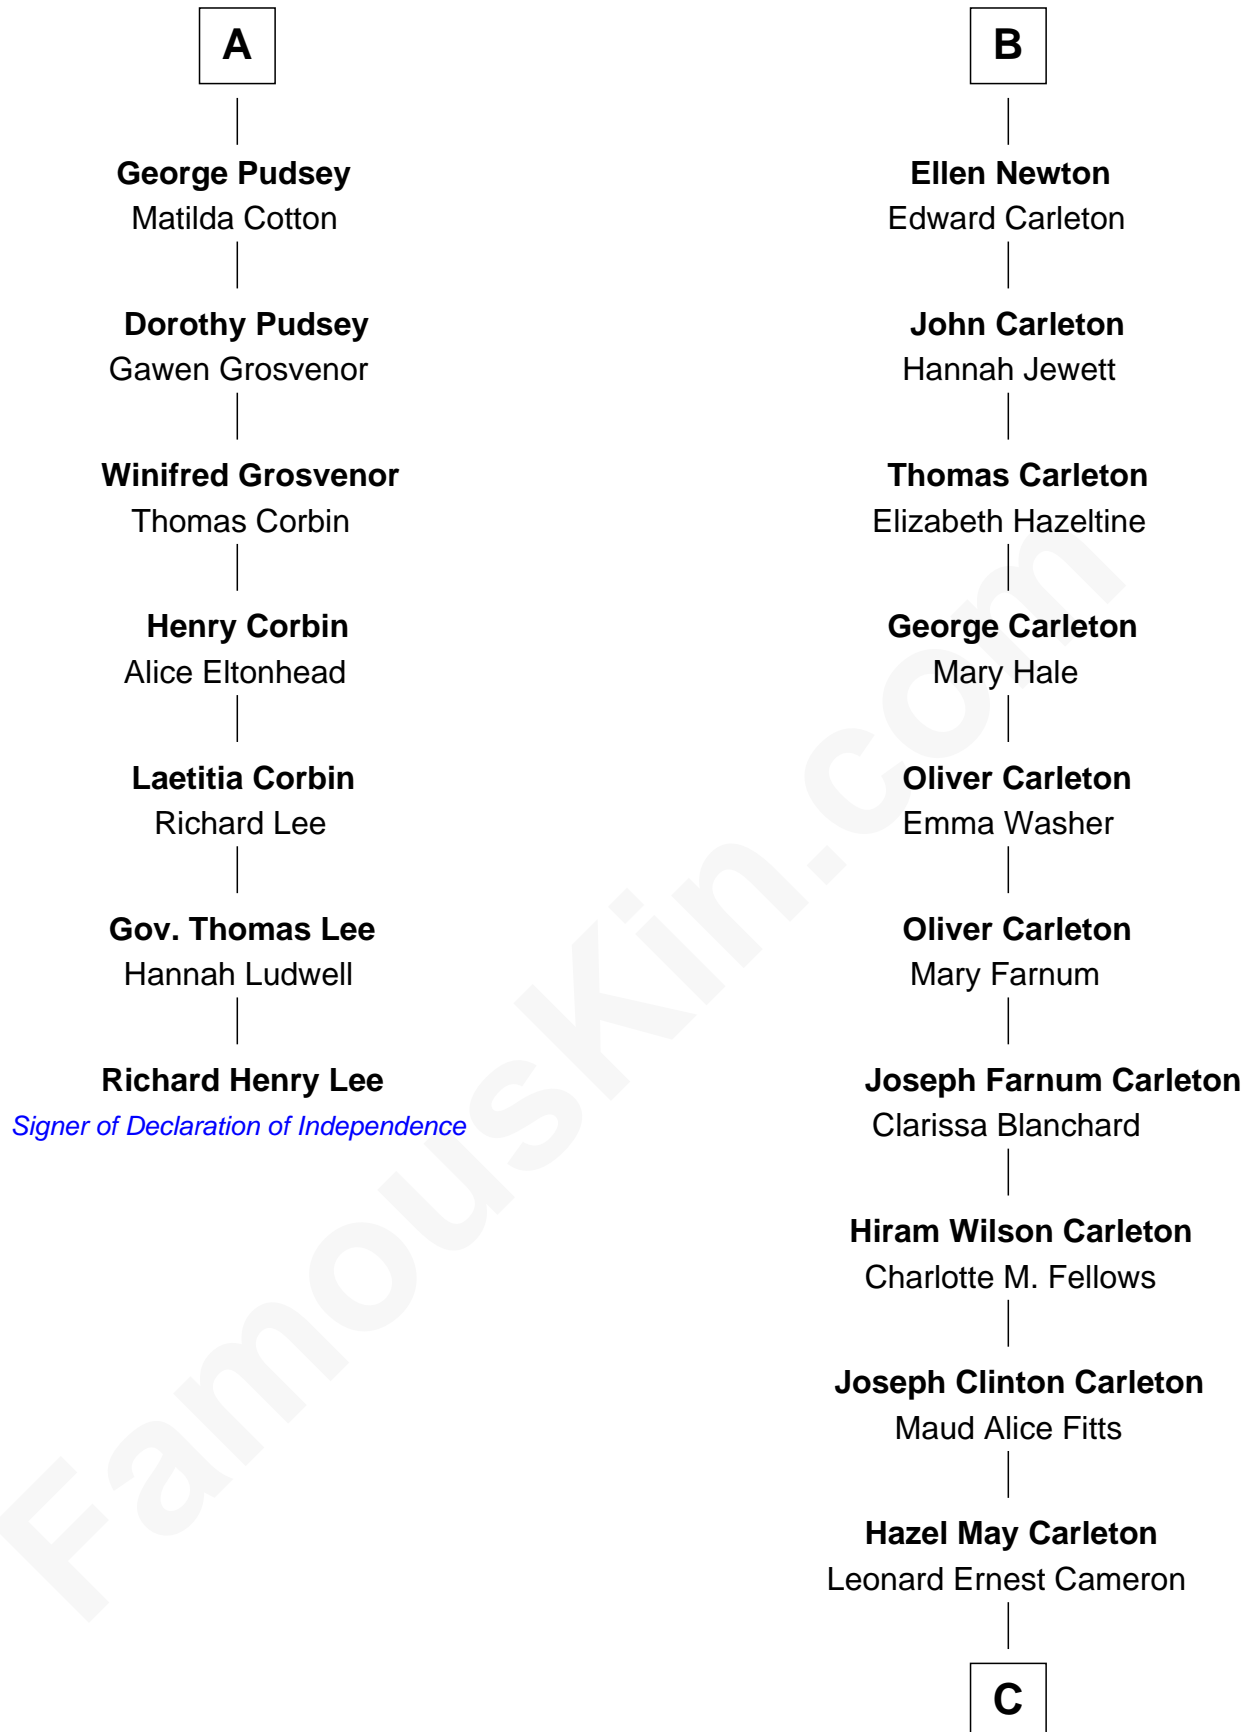 A
George Pudsey
Matilda Cotton
Dorothy Pudsey
Gawen Grosvenor
Winifred Grosvenor
Thomas Corbin
Henry Corbin
Alice Eltonhead
Laetitia Corbin
Richard Lee
Gov. Thomas Lee
Hannah Ludwell
Richard Henry Lee
Signer of Declaration of Independence
B
Ellen Newton
Edward Carleton
John Carleton
Hannah Jewett
Thomas Carleton
Elizabeth Hazeltine
George Carleton
Mary Hale
Oliver Carleton
Emma Washer
Oliver Carleton
Mary Farnum
Joseph Farnum Carleton
Clarissa Blanchard
Hiram Wilson Carleton
Charlotte M. Fellows
Joseph Clinton Carleton
Maud Alice Fitts
Hazel May Carleton
Leonard Ernest Cameron
C
FamousKin.com